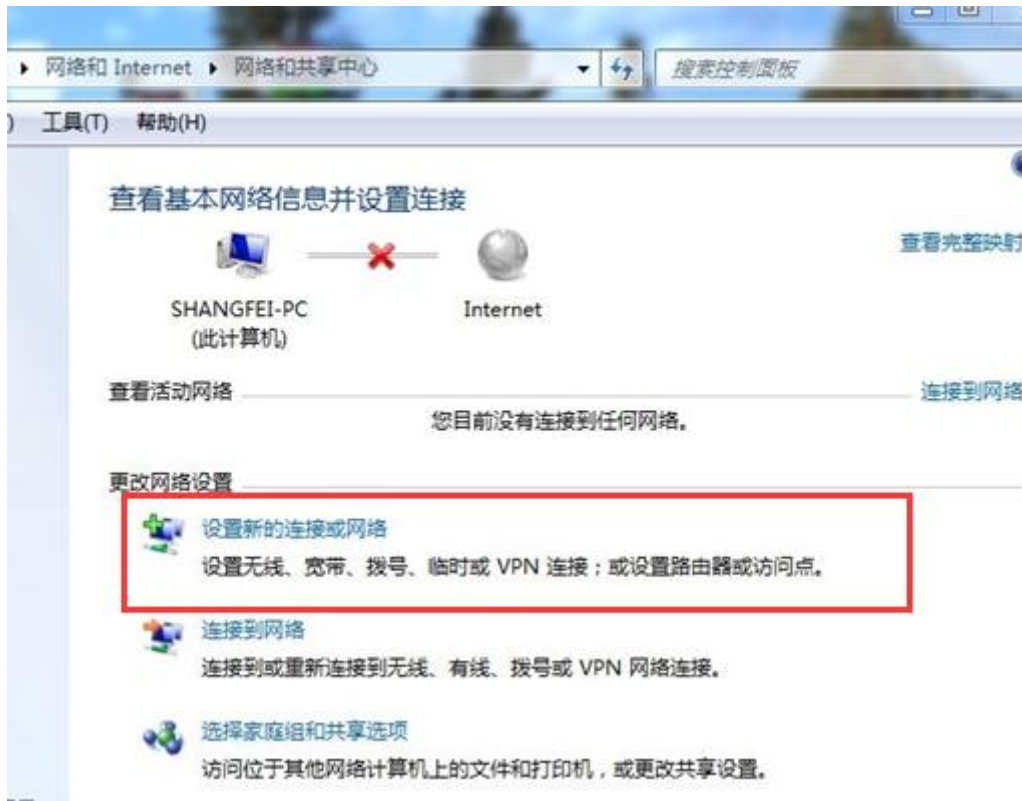 网络和 Internet ▸ 网络和共享中心
搜索控制面板
) 工具(T) 帮助(H)
查看基本网络信息并设置连接
查看完整映射
SHANGFEI-PC
(此计算机)
Internet
查看活动网络
连接到网络
您目前没有连接到任何网络。
更改网络设置
设置新的连接或网络
设置无线、宽带、拨号、临时或 VPN 连接；或设置路由器或访问点。
连接到网络
连接到或重新连接到无线、有线、拨号或 VPN 网络连接。
选择家庭组和共享选项
访问位于其他网络计算机上的文件和打印机，或更改共享设置。